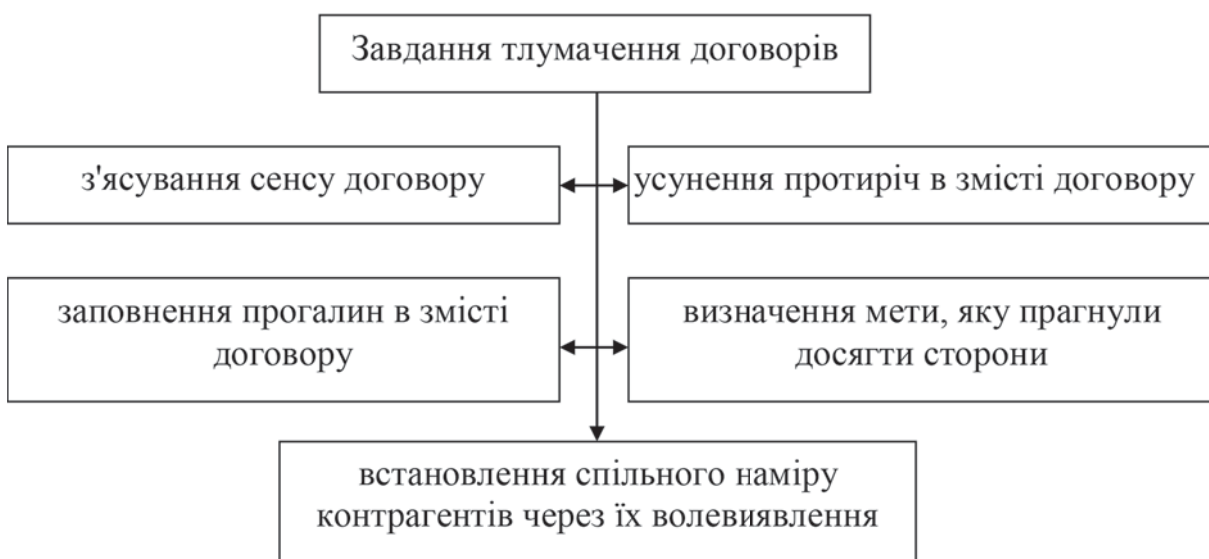 Завдання тлумачення договорів
з'ясування сенсу договору
усунення протиріч в змісті договору
заповнення прогалин в змісті
договору
визначення мети, яку прагнули
досягти сторони
встановлення спільного наміру
контрагентів через їх волевиявлення